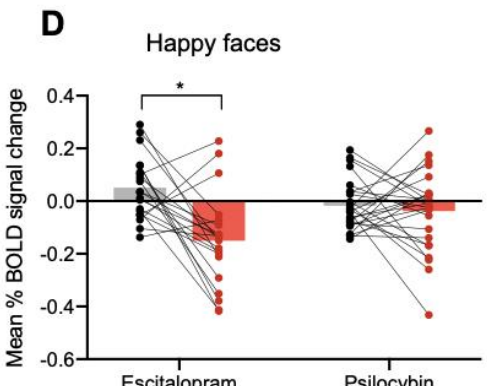 D
Happy faces
*
Mean % BOLD signal change
0.4
0.2
0.0
-0.2
-0.4
-0.6
Escitalopram
Psilocybin